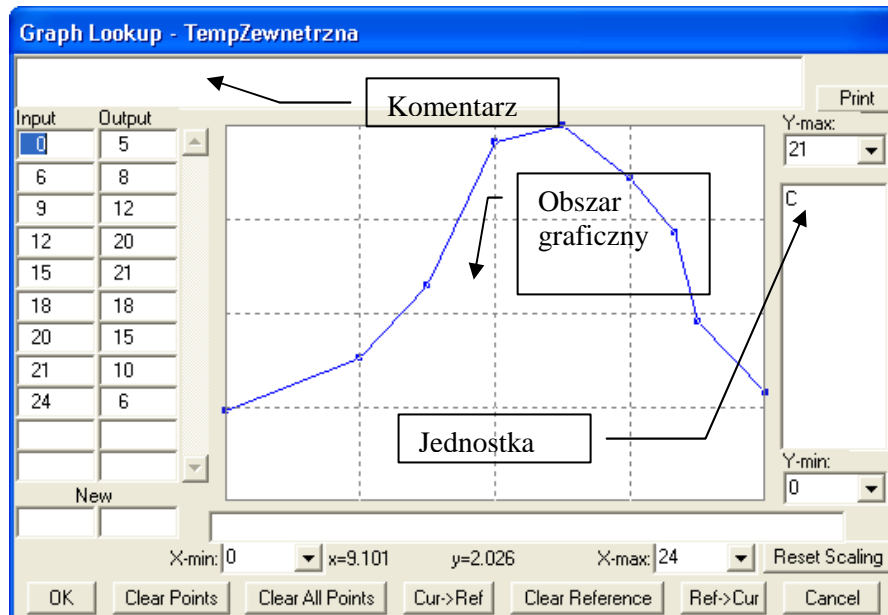 Graph Lookup - TempZewnetrzna
Komentarz
Print
Input Output
0 5
6 8
9 12
12 20
15 21
18 18
20 15
21 10
24 6
New
Y-max:
21
C
Obszar
graficzny
Jednostka
Y-min:
0
X-min: 0 x=9.101 y=2.026 X-max: 24 Reset Scaling
OK Clear Points Clear All Points Cur->Ref Clear Reference Ref->Cur Cancel